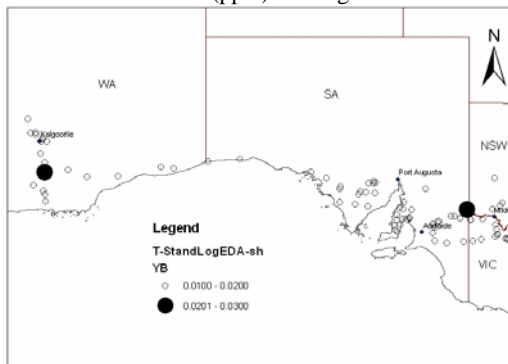 (ppm)
WA
SA
N
NSW
Kalgoorlie
Port Augusta
Adelaide
VIC
Legend
T-StandLogEDA-sh
YB
0.0100 - 0.0200
0.0201 - 0.0300